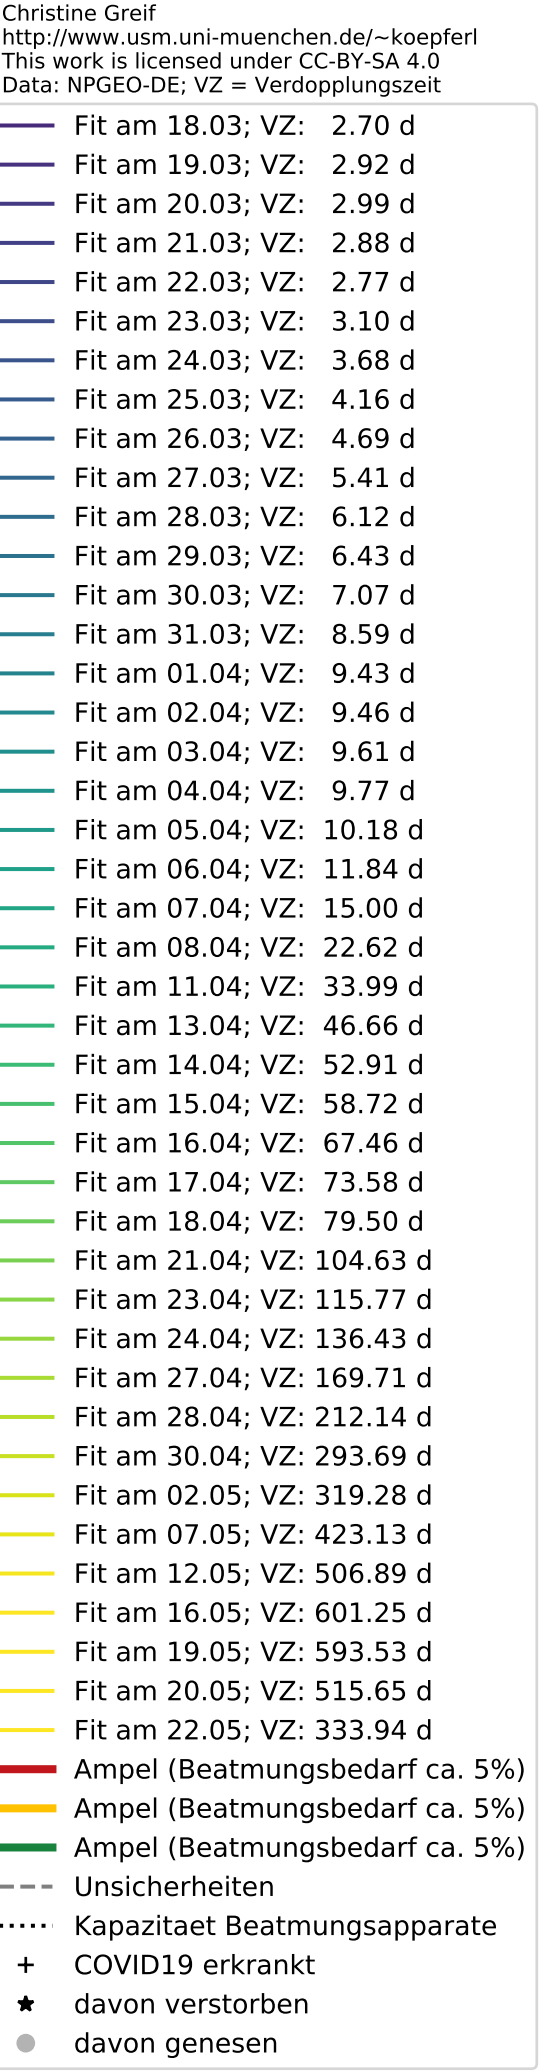 Christine Greif
http://www.usm.uni-muenchen.de/~koepferl
This work is licensed under CC-BY-SA 4.0
Data: NPGEO-DE; VZ = Verdopplungszeit
Fit am 18.03; VZ: 2.70 d
Fit am 19.03; VZ: 2.92 d
Fit am 20.03; VZ: 2.99 d
Fit am 21.03; VZ: 2.88 d
Fit am 22.03; VZ: 2.77 d
Fit am 23.03; VZ: 3.10 d
Fit am 24.03; VZ: 3.68 d
Fit am 25.03; VZ: 4.16 d
Fit am 26.03; VZ: 4.69 d
Fit am 27.03; VZ: 5.41 d
Fit am 28.03; VZ: 6.12 d
Fit am 29.03; VZ: 6.43 d
Fit am 30.03; VZ: 7.07 d
Fit am 31.03; VZ: 8.59 d
Fit am 01.04; VZ: 9.43 d
Fit am 02.04; VZ: 9.46 d
Fit am 03.04; VZ: 9.61 d
Fit am 04.04; VZ: 9.77 d
Fit am 05.04; VZ: 10.18 d
Fit am 06.04; VZ: 11.84 d
Fit am 07.04; VZ: 15.00 d
Fit am 08.04; VZ: 22.62 d
Fit am 11.04; VZ: 33.99 d
Fit am 13.04; VZ: 46.66 d
Fit am 14.04; VZ: 52.91 d
Fit am 15.04; VZ: 58.72 d
Fit am 16.04; VZ: 67.46 d
Fit am 17.04; VZ: 73.58 d
Fit am 18.04; VZ: 79.50 d
Fit am 21.04; VZ: 104.63 d
Fit am 23.04; VZ: 115.77 d
Fit am 24.04; VZ: 136.43 d
Fit am 27.04; VZ: 169.71 d
Fit am 28.04; VZ: 212.14 d
Fit am 30.04; VZ: 293.69 d
Fit am 02.05; VZ: 319.28 d
Fit am 07.05; VZ: 423.13 d
Fit am 12.05; VZ: 506.89 d
Fit am 16.05; VZ: 601.25 d
Fit am 19.05; VZ: 593.53 d
Fit am 20.05; VZ: 515.65 d
Fit am 22.05; VZ: 333.94 d
Ampel (Beatmungsbedarf ca. 5%)
Ampel (Beatmungsbedarf ca. 5%)
Ampel (Beatmungsbedarf ca. 5%)
Unsicherheiten
Kapazitaet Beatmungsapparate
COVID19 erkrankt
davon verstorben
davon genesen